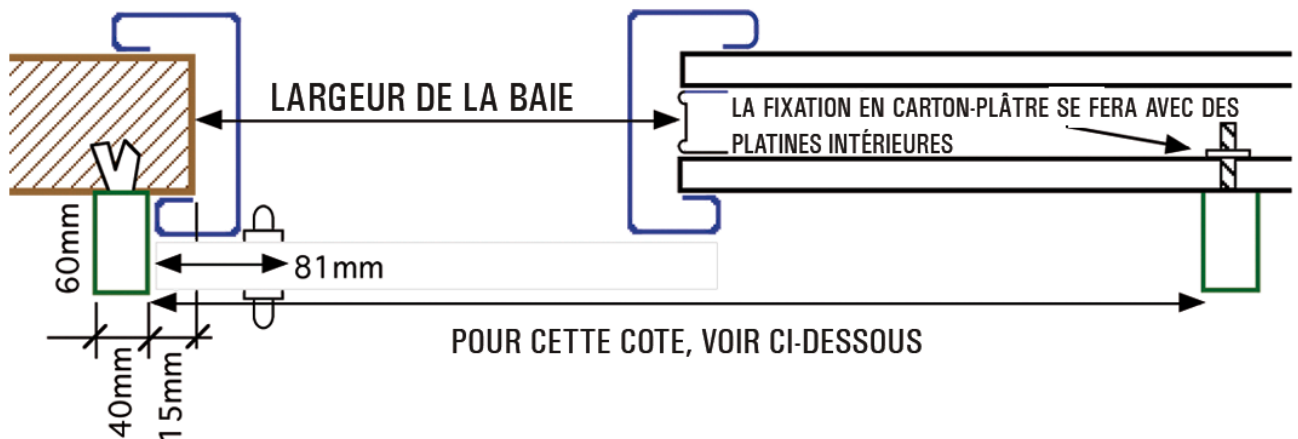 LARGEUR DE LA BAIE
LA FIXATION EN CARTON-PLÂTRE SE FERA AVEC DES
PLATINES INTÉRIEURES
60mm
81mm
POUR CETTE COTE, VOIR CI-DESSOUS
40mm
15mm